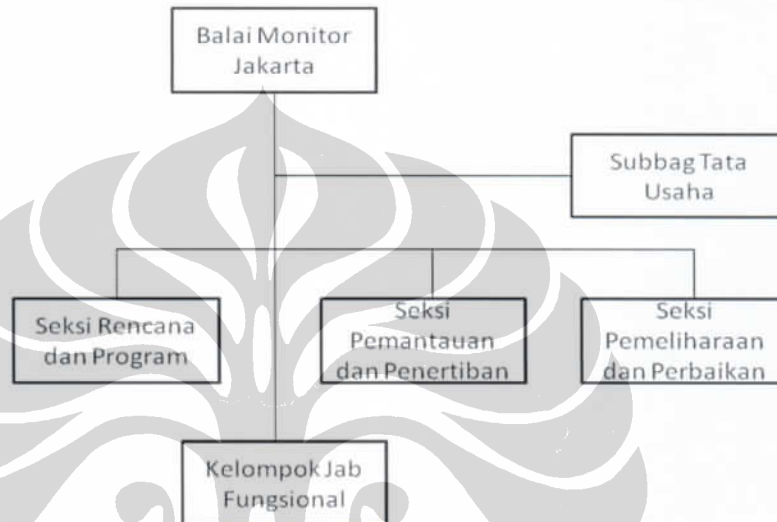 Balai Monitor
Jakarta
Subbag Tata
Usaha
Seksi Rencana
dan Program
Seksi
Pemantauan
dan Penertiban
Seksi
Pemeliharaan
dan Perbaikan
Kelompok Jab
Fungsional